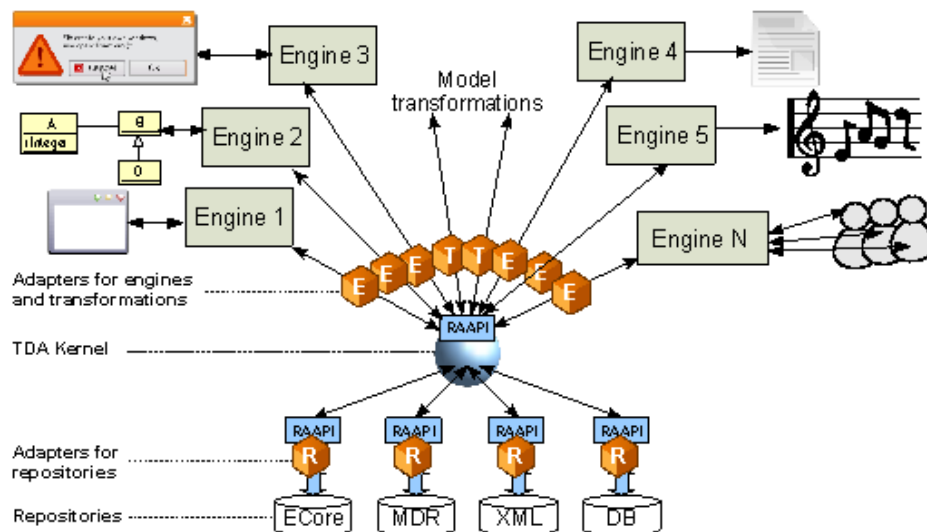 Engine 3
Engine 4
Model
transformations
A
Integer
B
Engine 2
Engine 5
Engine 1
Engine N
E E E T T E E E
Adapters for engines
and transformations
RAAPI
TDA Kernel
RAAPI RAAPI RAAPI RAAPI
R R R R
Adapters for
repositories
Repositories
ECore MDR XML DB